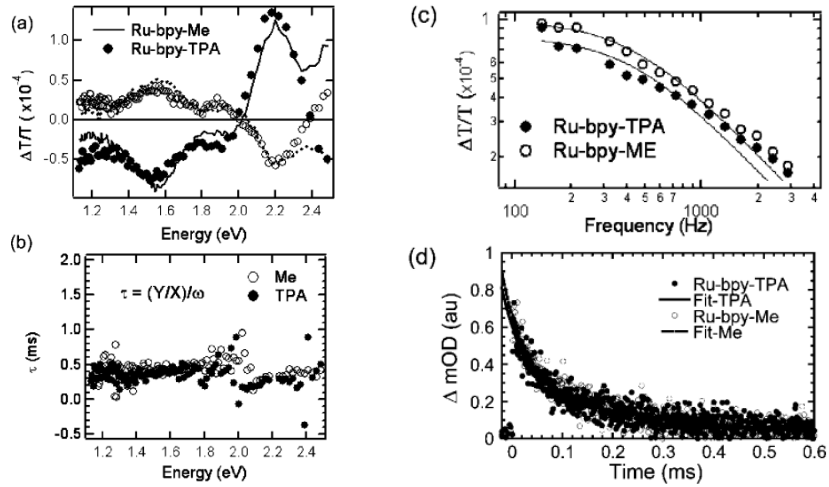 (a)
Ru-bpy-Me
Ru-bpy-TPA
ΔT/T (x10⁻⁴)
1.0
0.5
0.0
-0.5
1.2 1.4 1.6 1.8 2.0 2.2 2.4
Energy (eV)
(b)
τ = (Y/X)/ω
Me
TPA
τ (ms)
2.0
1.5
1.0
0.5
0.0
-0.5
1.2 1.4 1.6 1.8 2.0 2.2 2.4
Energy (eV)
(c)
ΔT/T (x10⁻⁴)
1
8
7
6
5
4
3
2
Ru-bpy-TPA
Ru-bpy-ME
100 2 3 4 5 6 7 1000 2 3 4
Frequency (Hz)
(d)
Ru-bpy-TPA
Fit-TPA
Ru-bpy-Me
Fit-Me
Δ mOD (au)
1
0.8
0.6
0.4
0.2
0
0 0.1 0.2 0.3 0.4 0.5 0.6
Time (ms)